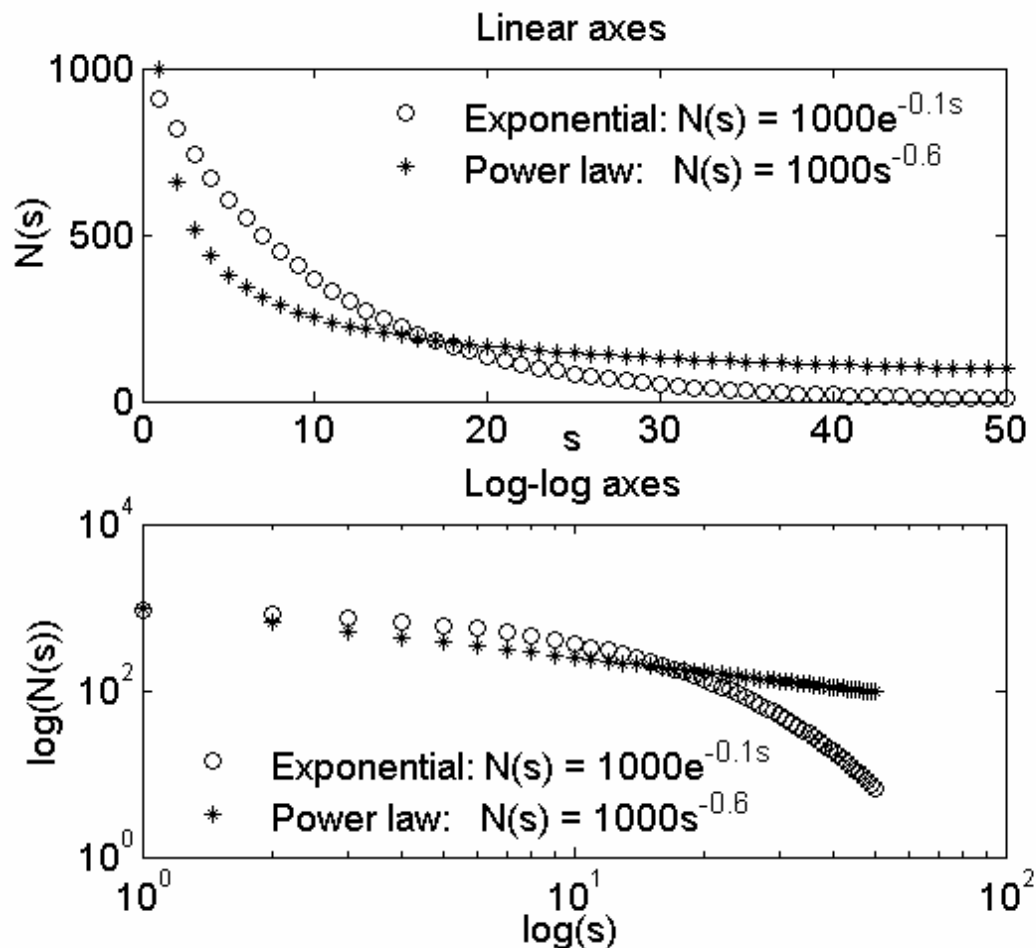 Linear axes
1000
500
0
N(s)
○ Exponential: N(s) = 1000e^-0.1s
* Power law: N(s) = 1000s^-0.6
0 10 20 30 40 50
s
Log-log axes
10^4
10^2
10^0
log(N(s))
○ Exponential: N(s) = 1000e^-0.1s
* Power law: N(s) = 1000s^-0.6
10^0 10^1 10^2
log(s)